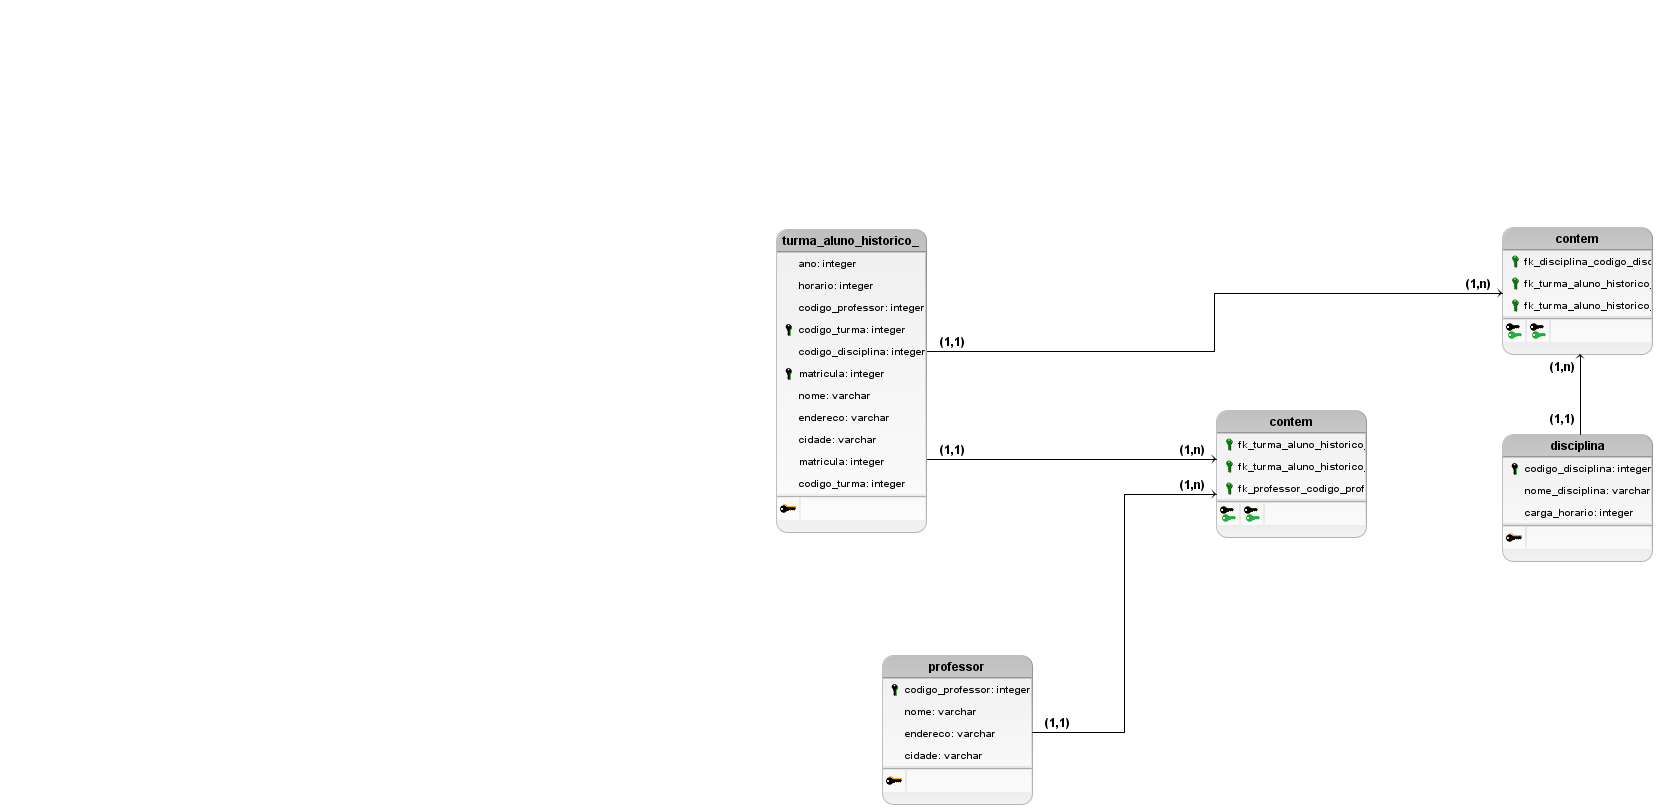 turma_aluno_historico_
ano: integer
horario: integer
codigo_professor: integer
codigo_turma: integer
codigo_disciplina: integer
matricula: integer
nome: varchar
endereco: varchar
cidade: varchar
matricula: integer
codigo_turma: integer
(1,1)
(1,n)
contem
fk_disciplina_codigo_disc
fk_turma_aluno_historico_
fk_turma_aluno_historico_
(1,n)
(1,1)
(1,1)
(1,n)
(1,n)
contem
fk_turma_aluno_historico_
fk_turma_aluno_historico_
fk_professor_codigo_prof
disciplina
codigo_disciplina: integer
nome_disciplina: varchar
carga_horario: integer
professor
codigo_professor: integer
nome: varchar
endereco: varchar
cidade: varchar
(1,1)